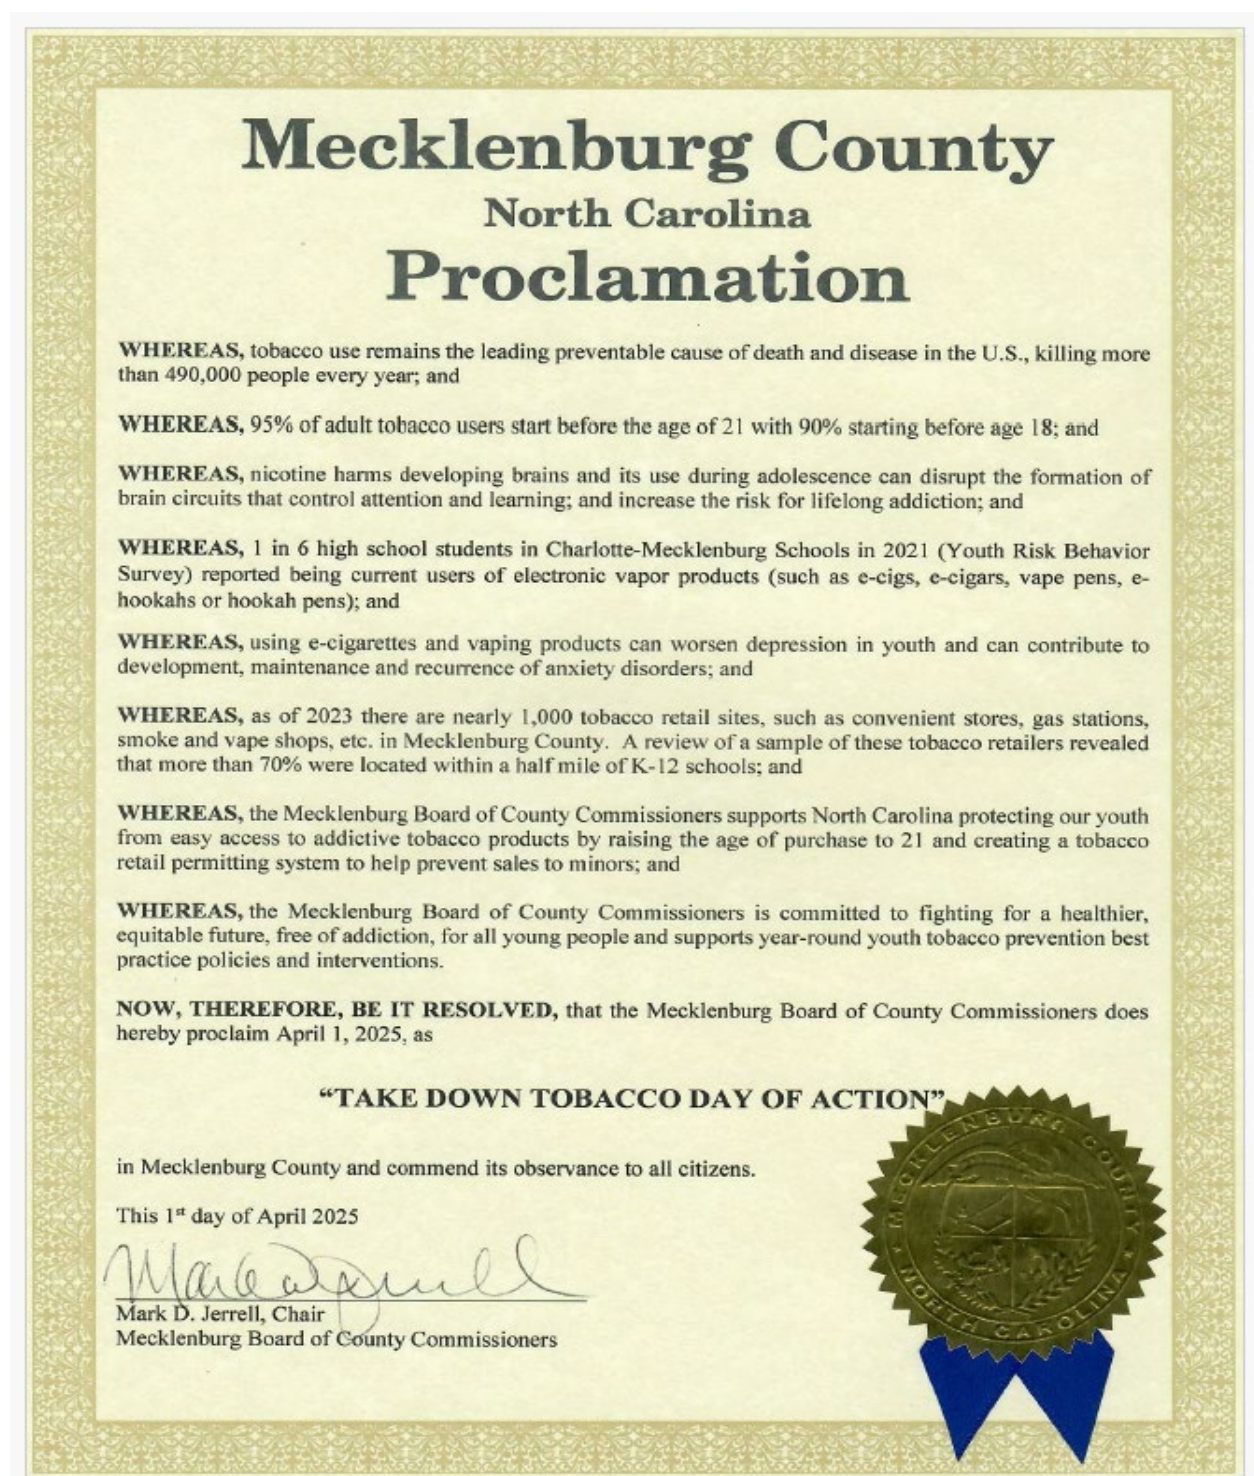 Mecklenburg County
North Carolina
Proclamation
WHEREAS, tobacco use remains the leading preventable cause of death and disease in the U.S., killing more
than 490,000 people every year; and
WHEREAS, 95% of adult tobacco users start before the age of 21 with 90% starting before age 18; and
WHEREAS, nicotine harms developing brains and its use during adolescence can disrupt the formation of
brain circuits that control attention and learning; and increase the risk for lifelong addiction; and
WHEREAS, 1 in 6 high school students in Charlotte-Mecklenburg Schools in 2021 (Youth Risk Behavior
Survey) reported being current users of electronic vapor products (such as e-cigs, e-cigars, vape pens, e-
hookahs or hookah pens); and
WHEREAS, using e-cigarettes and vaping products can worsen depression in youth and can contribute to
development, maintenance and recurrence of anxiety disorders; and
WHEREAS, as of 2023 there are nearly 1,000 tobacco retail sites, such as convenient stores, gas stations,
smoke and vape shops, etc. in Mecklenburg County. A review of a sample of these tobacco retailers revealed
that more than 70% were located within a half mile of K-12 schools; and
WHEREAS, the Mecklenburg Board of County Commissioners supports North Carolina protecting our youth
from easy access to addictive tobacco products by raising the age of purchase to 21 and creating a tobacco
retail permitting system to help prevent sales to minors; and
WHEREAS, the Mecklenburg Board of County Commissioners is committed to fighting for a healthier,
equitable future, free of addiction, for all young people and supports year-round youth tobacco prevention best
practice policies and interventions.
NOW, THEREFORE, BE IT RESOLVED, that the Mecklenburg Board of County Commissioners does
hereby proclaim April 1, 2025, as
“TAKE DOWN TOBACCO DAY OF ACTION”
in Mecklenburg County and commend its observance to all citizens.
This 1st day of April 2025
Mark D. Jerrell, Chair
Mecklenburg Board of County Commissioners
MECKLENBURG COUNTY
NORTH CAROLINA